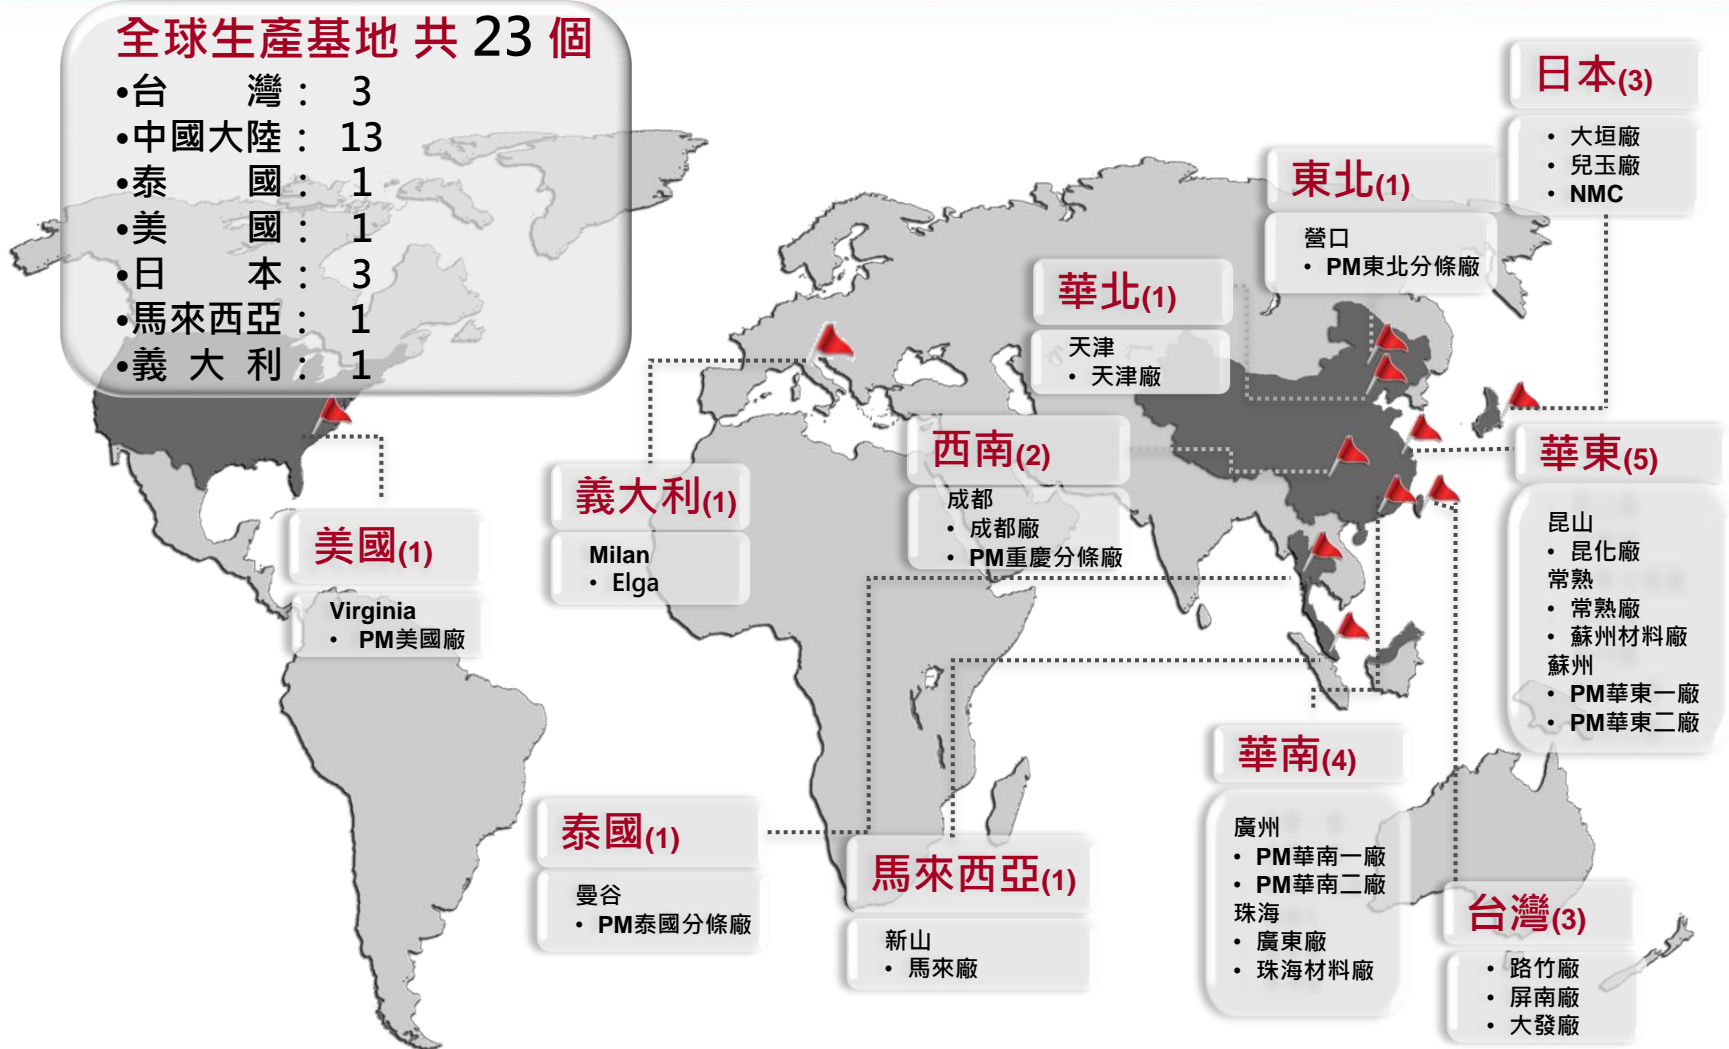 全球生產基地 共 23 個
•台灣： 3
•中國大陸： 13
•泰國： 1
•美國： 1
•日本： 3
•馬來西亞： 1
•義大利： 1
日本(3)
• 大垣廠
• 兒玉廠
• NMC
東北(1)
營口
• PM東北分條廠
華北(1)
天津
• 天津廠
西南(2)
成都
• 成都廠
• PM重慶分條廠
華東(5)
昆山
• 昆化廠
常熟
• 常熟廠
• 蘇州材料廠
蘇州
• PM華東一廠
• PM華東二廠
義大利(1)
Milan
• Elga
美國(1)
Virginia
• PM美國廠
華南(4)
廣州
• PM華南一廠
• PM華南二廠
珠海
• 廣東廠
• 珠海材料廠
泰國(1)
曼谷
• PM泰國分條廠
馬來西亞(1)
新山
• 馬來廠
台灣(3)
• 路竹廠
• 屏南廠
• 大發廠